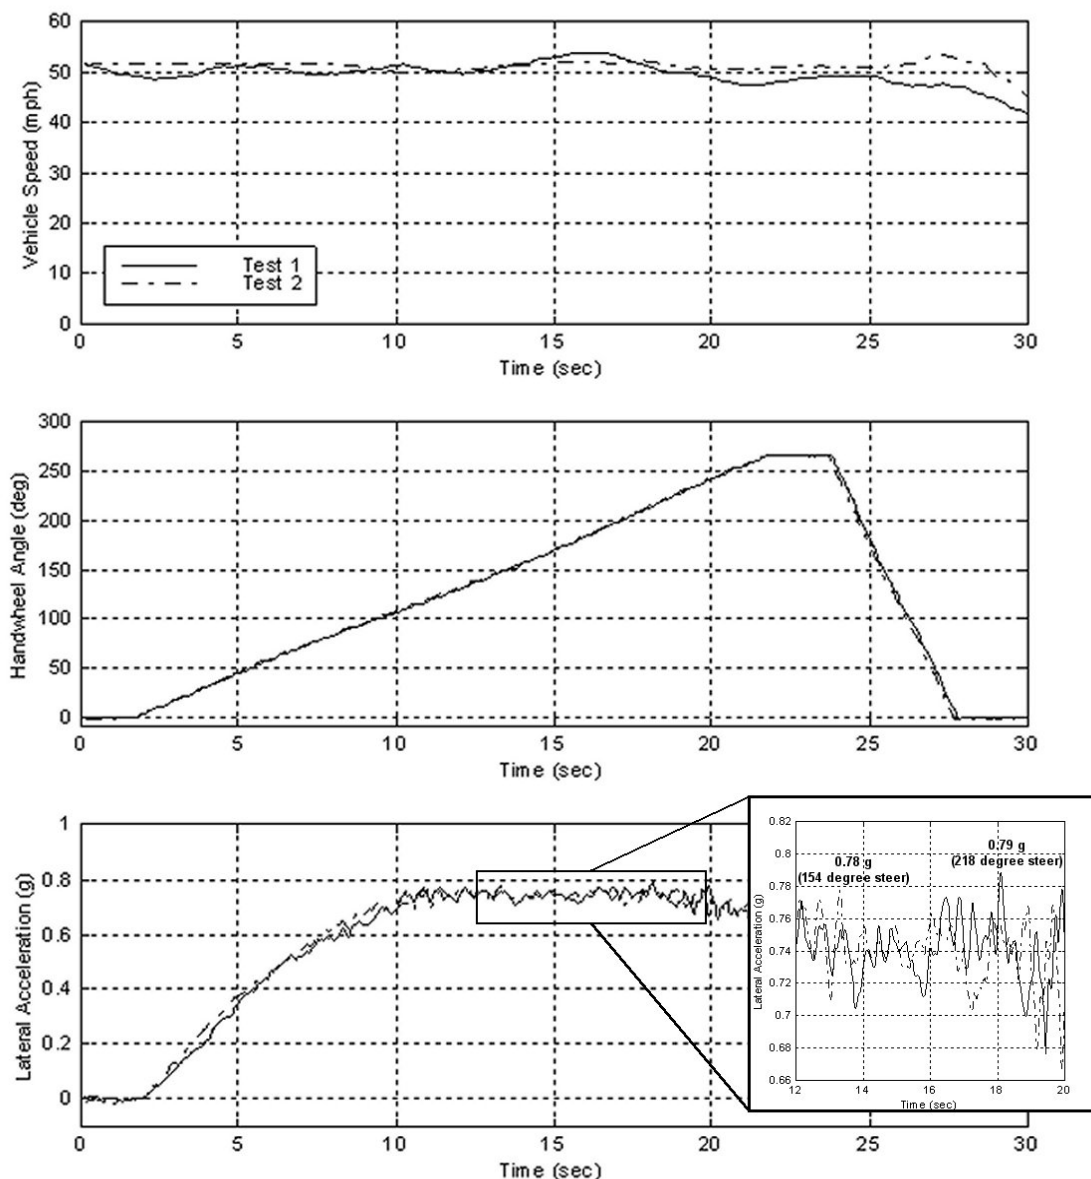 60
50
40
30
20
10
0
Vehicle Speed (mph)
Test 1
Test 2
0 5 10 15 20 25 30
Time (sec)
300
250
200
150
100
50
0
Handwheel Angle (deg)
0 5 10 15 20 25 30
Time (sec)
1
0.8
0.6
0.4
0.2
0
Lateral Acceleration (g)
0 5 10 15 20 25 30
Time (sec)
0.82
0.8
0.78
0.76
0.74
0.72
0.7
0.68
0.66
Lateral Acceleration (g)
0.79 g
(218 degree steer)
0.78 g
(154 degree steer)
12 14 16 18 20
Time (sec)